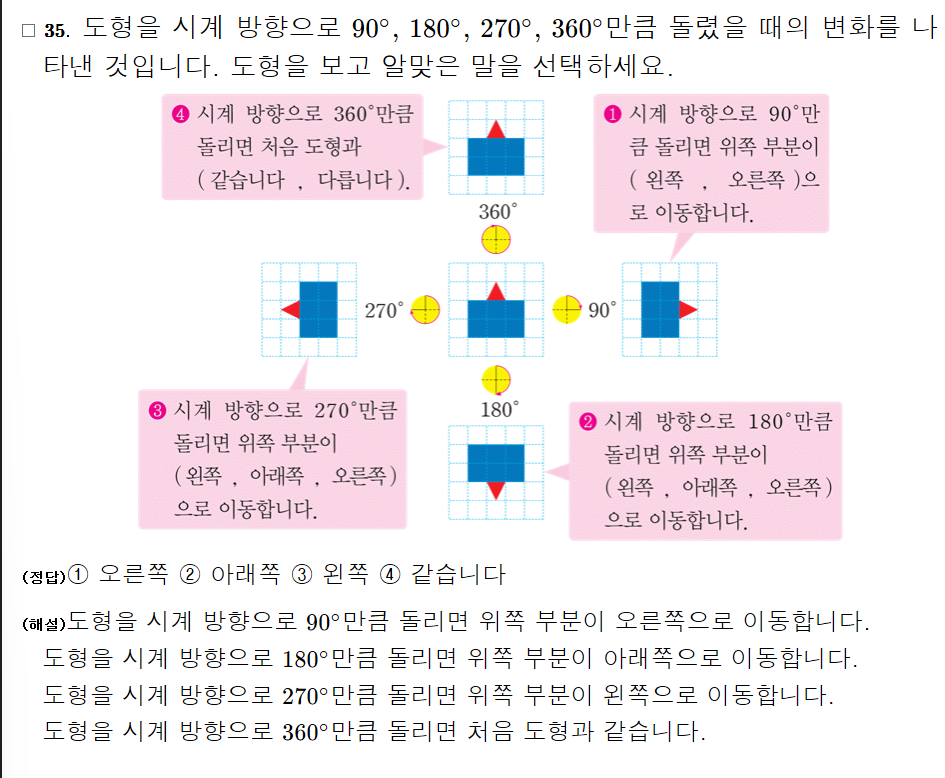 □ 35. 도형을 시계 방향으로 90°, 180°, 270°, 360°만큼 돌렸을 때의 변화를 나
타낸 것입니다. 도형을 보고 알맞은 말을 선택하세요.
❹ 시계 방향으로 360°만큼
돌리면 처음 도형과
( 같습니다 , 다릅니다 ).
❶ 시계 방향으로 90°만
큼 돌리면 위쪽 부분이
( 왼쪽 , 오른쪽 )으
로 이동합니다.
360°
270°
90°
180°
❸ 시계 방향으로 270°만큼
돌리면 위쪽 부분이
(왼쪽 , 아래쪽 , 오른쪽)
으로 이동합니다.
❷ 시계 방향으로 180°만큼
돌리면 위쪽 부분이
(왼쪽 , 아래쪽 , 오른쪽)
으로 이동합니다.
(정답)① 오른쪽 ② 아래쪽 ③ 왼쪽 ④ 같습니다
(해설)도형을 시계 방향으로 90°만큼 돌리면 위쪽 부분이 오른쪽으로 이동합니다.
도형을 시계 방향으로 180°만큼 돌리면 위쪽 부분이 아래쪽으로 이동합니다.
도형을 시계 방향으로 270°만큼 돌리면 위쪽 부분이 왼쪽으로 이동합니다.
도형을 시계 방향으로 360°만큼 돌리면 처음 도형과 같습니다.